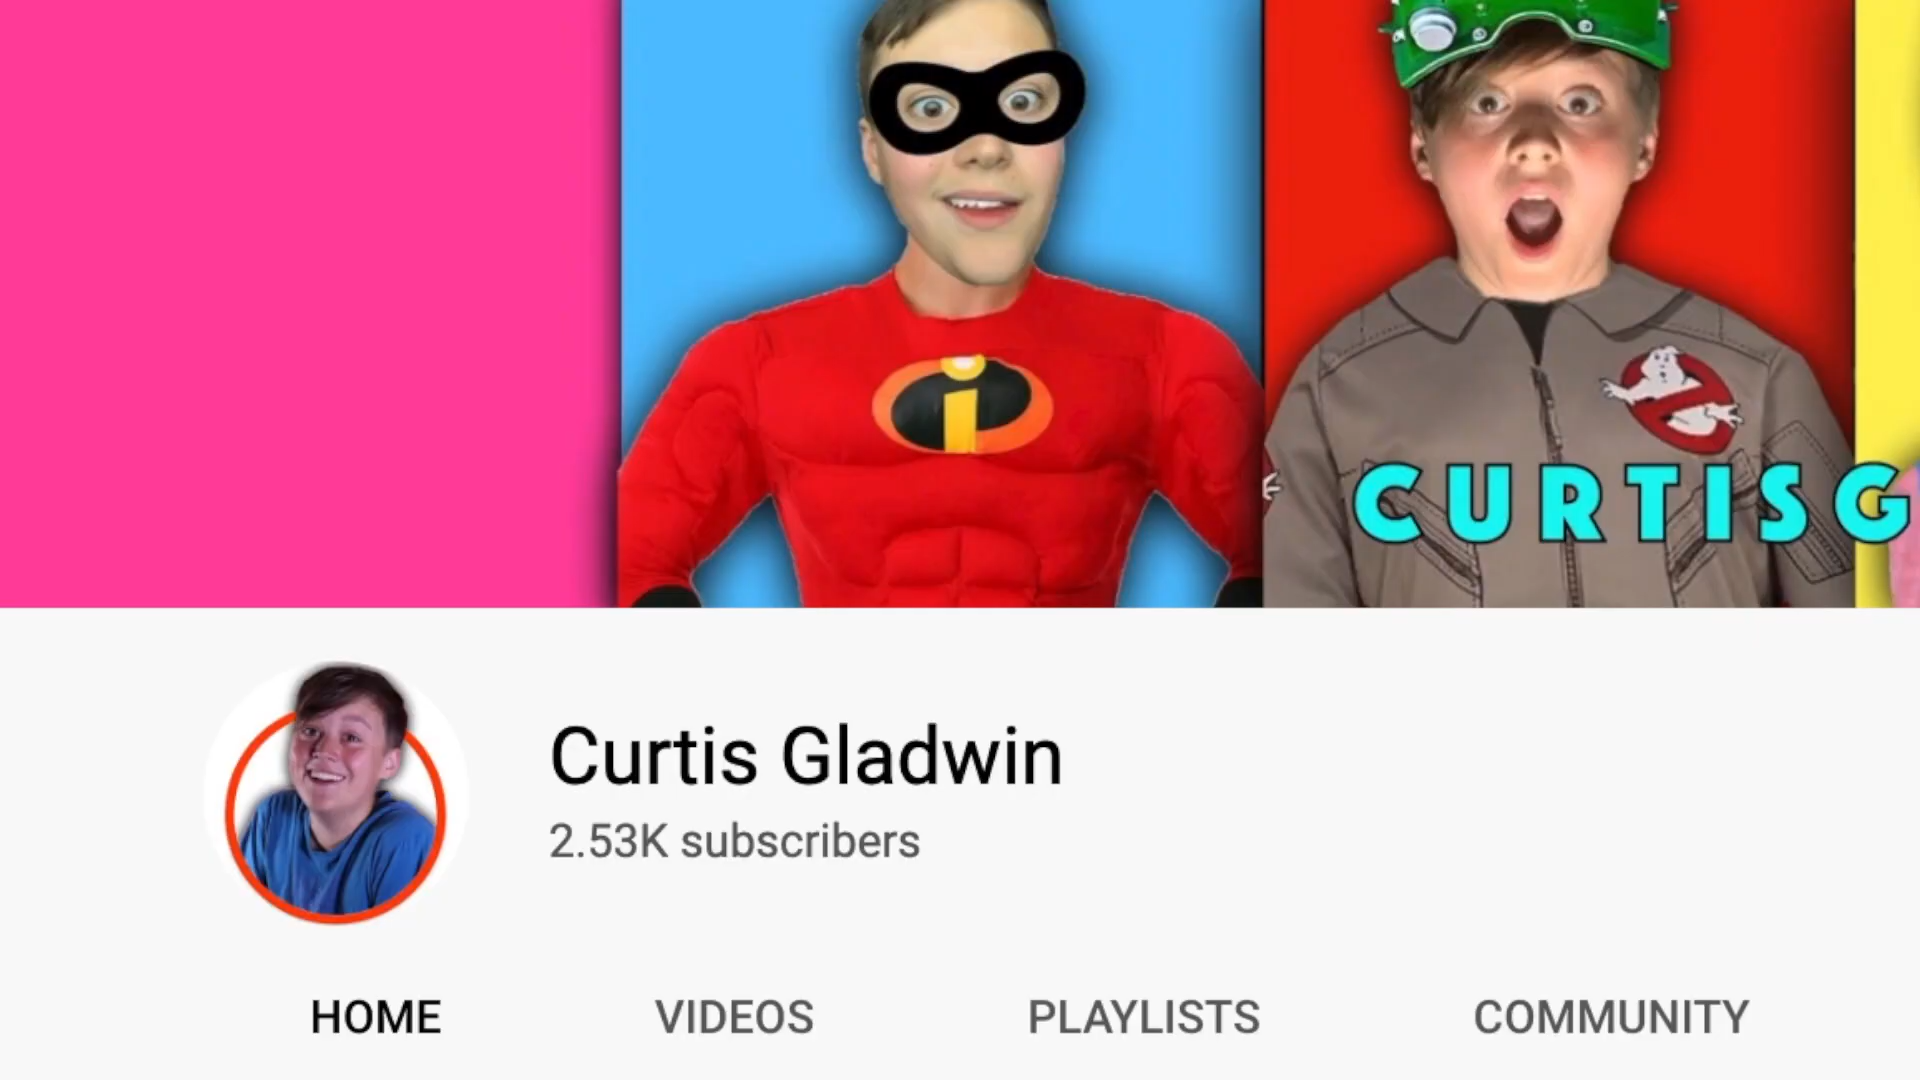 i
CURTISG
Curtis Gladwin
2.53K subscribers
HOME VIDEOS PLAYLISTS COMMUNITY